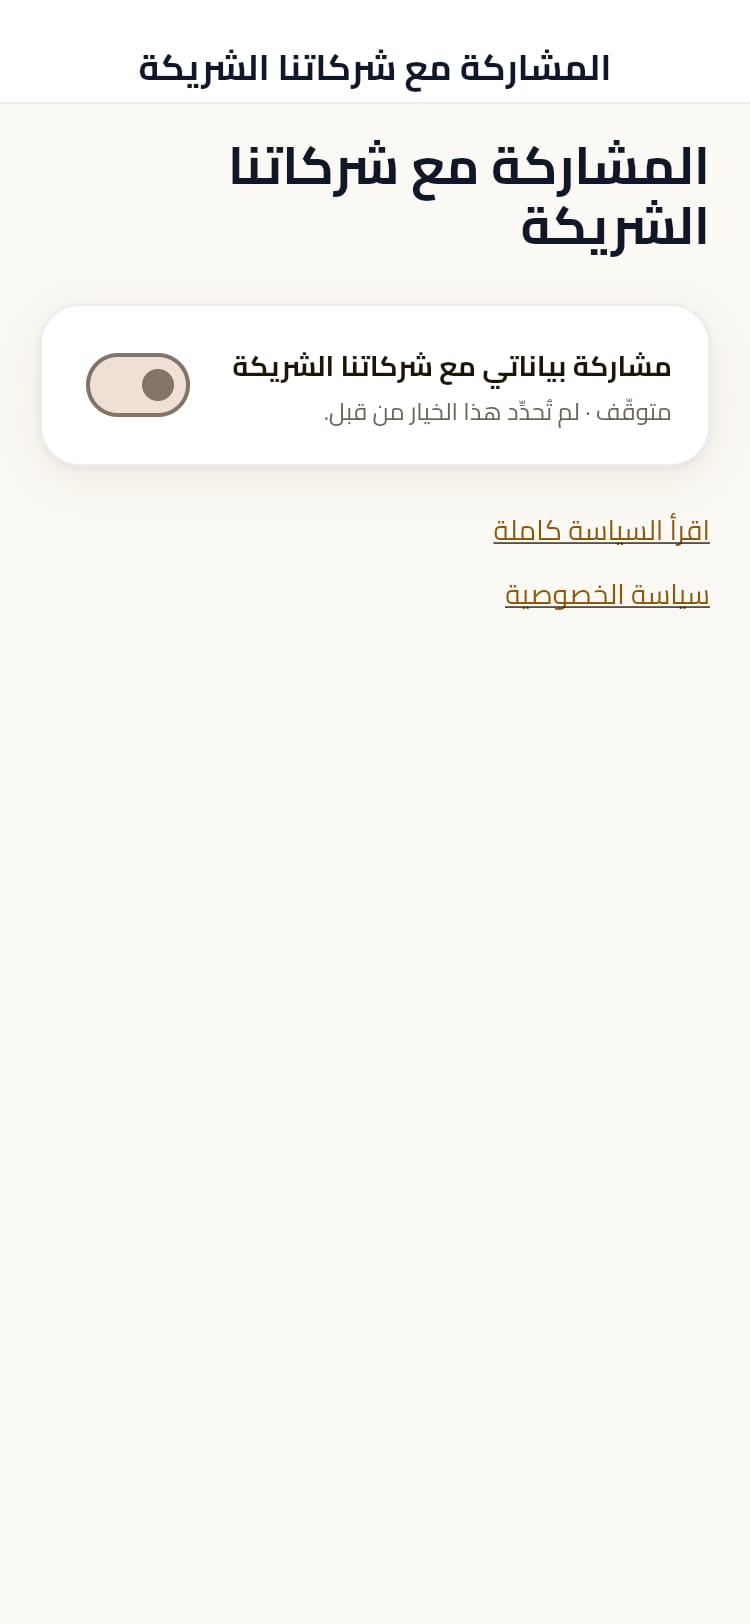 المشاركة مع شركاتنا الشريكة
المشاركة مع شركاتنا
الشريكة
مشاركة بياناتي مع شركاتنا الشريكة
متوقّف · لم تُحدِّد هذا الخيار من قبل.
اقرأ السياسة كاملة
سياسة الخصوصية